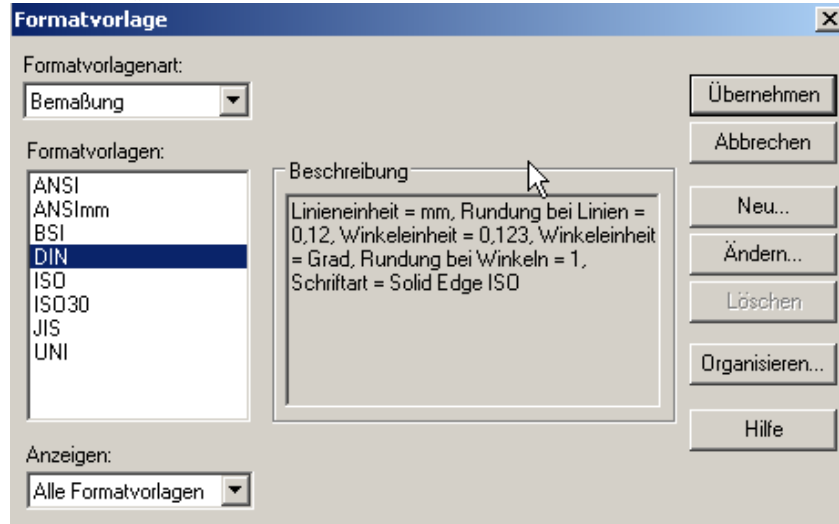 Formatvorlage
Formatvorlagenart:
Bemaßung
Formatvorlagen:
ANSI
ANSImm
BSI
DIN
ISO
ISO30
JIS
UNI
Anzeigen:
Alle Formatvorlagen
Beschreibung
Linieneinheit = mm, Rundung bei Linien =
0,12, Winkeleinheit = 0,123, Winkeleinheit
= Grad, Rundung bei Winkeln = 1,
Schriftart = Solid Edge ISO
Übernehmen
Abbrechen
Neu...
Ändern...
Löschen
Organisieren...
Hilfe